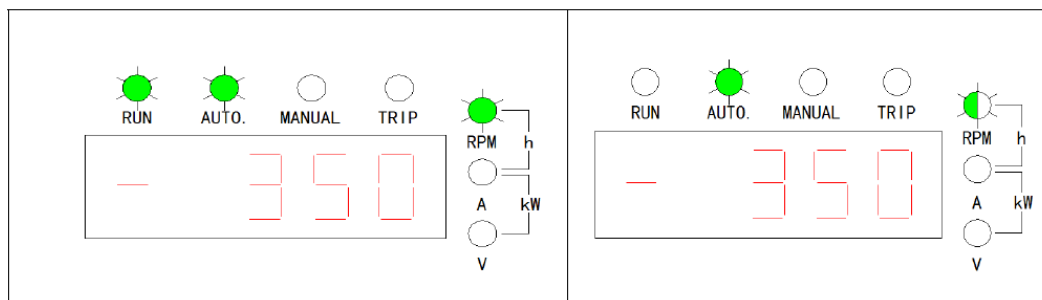 RUN AUTO. MANUAL TRIP
RPM h
- 350
A kW
V
RUN AUTO. MANUAL TRIP
RPM h
- 350
A kW
V